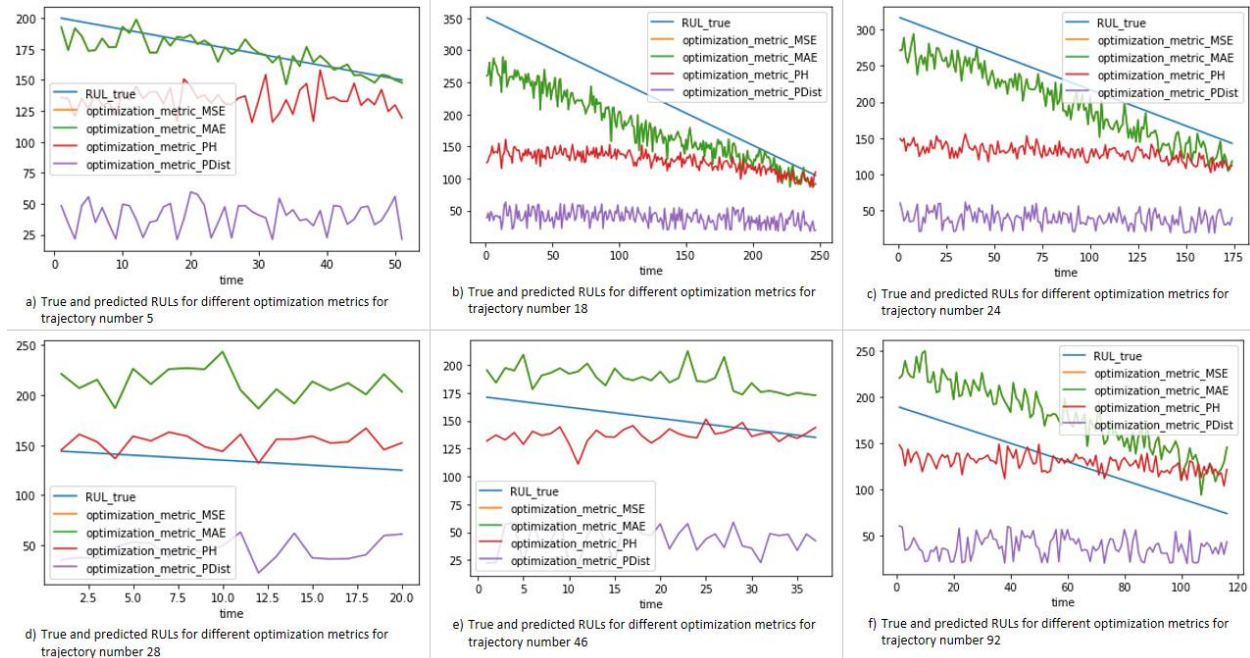 200
175
150
125
100
75
50
25
RUL_true
optimization_metric_MSE
optimization_metric_MAE
optimization_metric_PH
optimization_metric_PDist
0 10 20 30 40 50
time
a) True and predicted RULs for different optimization metrics for
trajectory number 5
350
300
250
200
150
100
50
RUL_true
optimization_metric_MSE
optimization_metric_MAE
optimization_metric_PH
optimization_metric_PDist
0 50 100 150 200 250
time
b) True and predicted RULs for different optimization metrics for
trajectory number 18
300
250
200
150
100
50
RUL_true
optimization_metric_MSE
optimization_metric_MAE
optimization_metric_PH
optimization_metric_PDist
0 25 50 75 100 125 150 175
time
c) True and predicted RULs for different optimization metrics for
trajectory number 24
250
200
150
100
50
RUL_true
optimization_metric_MSE
optimization_metric_MAE
optimization_metric_PH
optimization_metric_PDist
2.5 5.0 7.5 10.0 12.5 15.0 17.5 20.0
time
d) True and predicted RULs for different optimization metrics for
trajectory number 28
200
175
150
125
100
75
50
25
RUL_true
optimization_metric_MSE
optimization_metric_MAE
optimization_metric_PH
optimization_metric_PDist
0 5 10 15 20 25 30 35
time
e) True and predicted RULs for different optimization metrics for
trajectory number 46
250
200
150
100
50
RUL_true
optimization_metric_MSE
optimization_metric_MAE
optimization_metric_PH
optimization_metric_PDist
0 20 40 60 80 100 120
time
f) True and predicted RULs for different optimization metrics for
trajectory number 92